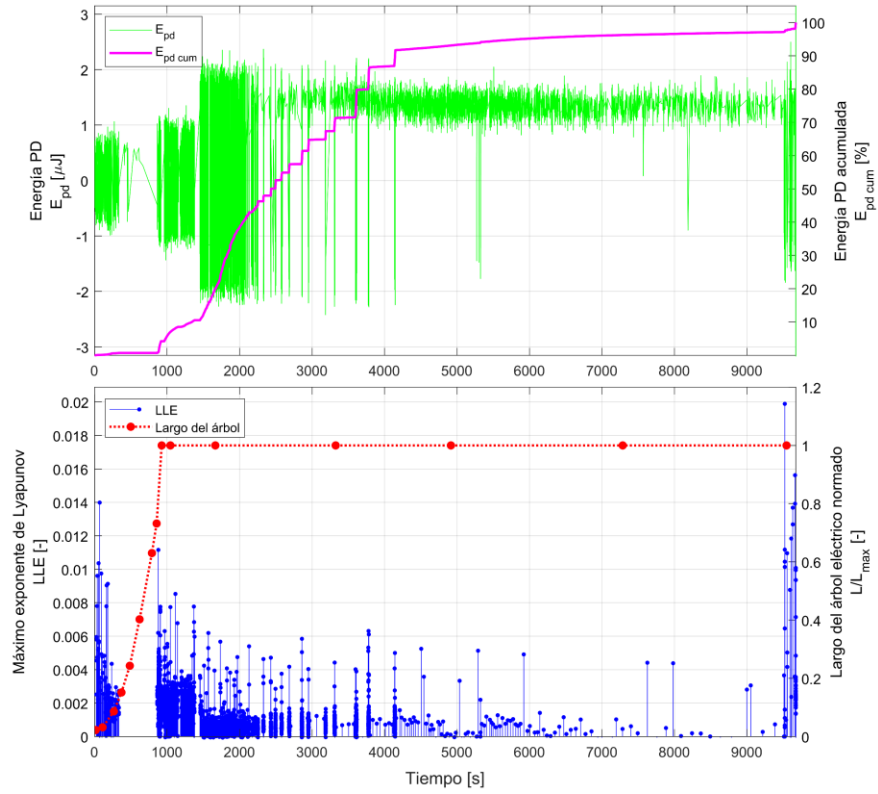 3
2
1
0
-1
-2
-3
Energía PD
E_pd [μJ]
E_pd
E_pd cum
100
90
80
70
60
50
40
30
20
10
Energía PD acumulada
E_pd cum [%]
0 1000 2000 3000 4000 5000 6000 7000 8000 9000
0.02
0.018
0.016
0.014
0.012
0.01
0.008
0.006
0.004
0.002
0
Máximo exponente de Lyapunov
LLE [-]
LLE
Largo del árbol
1.2
1
0.8
0.6
0.4
0.2
0
Largo del árbol eléctrico normado
L/L_max [-]
0 1000 2000 3000 4000 5000 6000 7000 8000 9000
Tiempo [s]